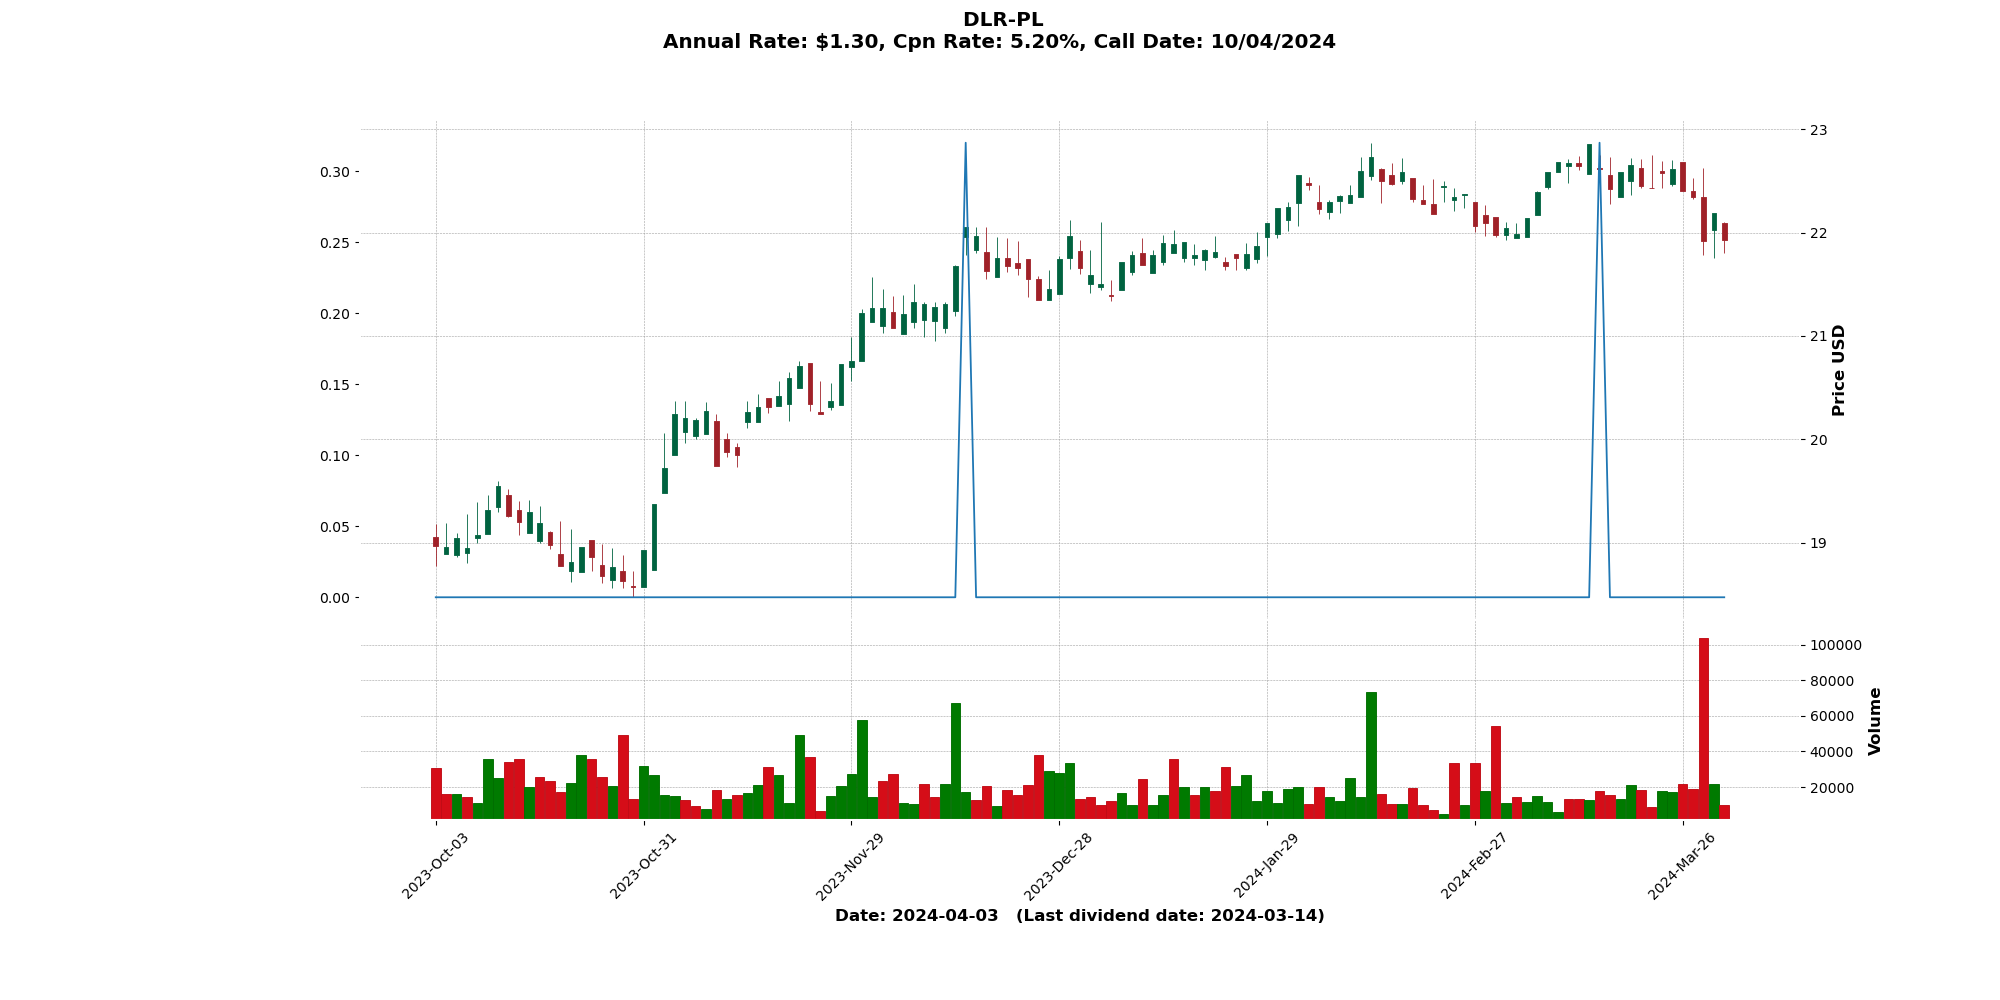 DLR-PL
Annual Rate: $1.30, Cpn Rate: 5.20%, Call Date: 10/04/2024
0.30
0.25
0.20
0.15
0.10
0.05
0.00
23
22
21
20
19
Price USD
100000
80000
60000
40000
20000
Volume
2023-Oct-03
2023-Oct-31
2023-Nov-29
2023-Dec-28
2024-Jan-29
2024-Feb-27
2024-Mar-26
Date: 2024-04-03 (Last dividend date: 2024-03-14)